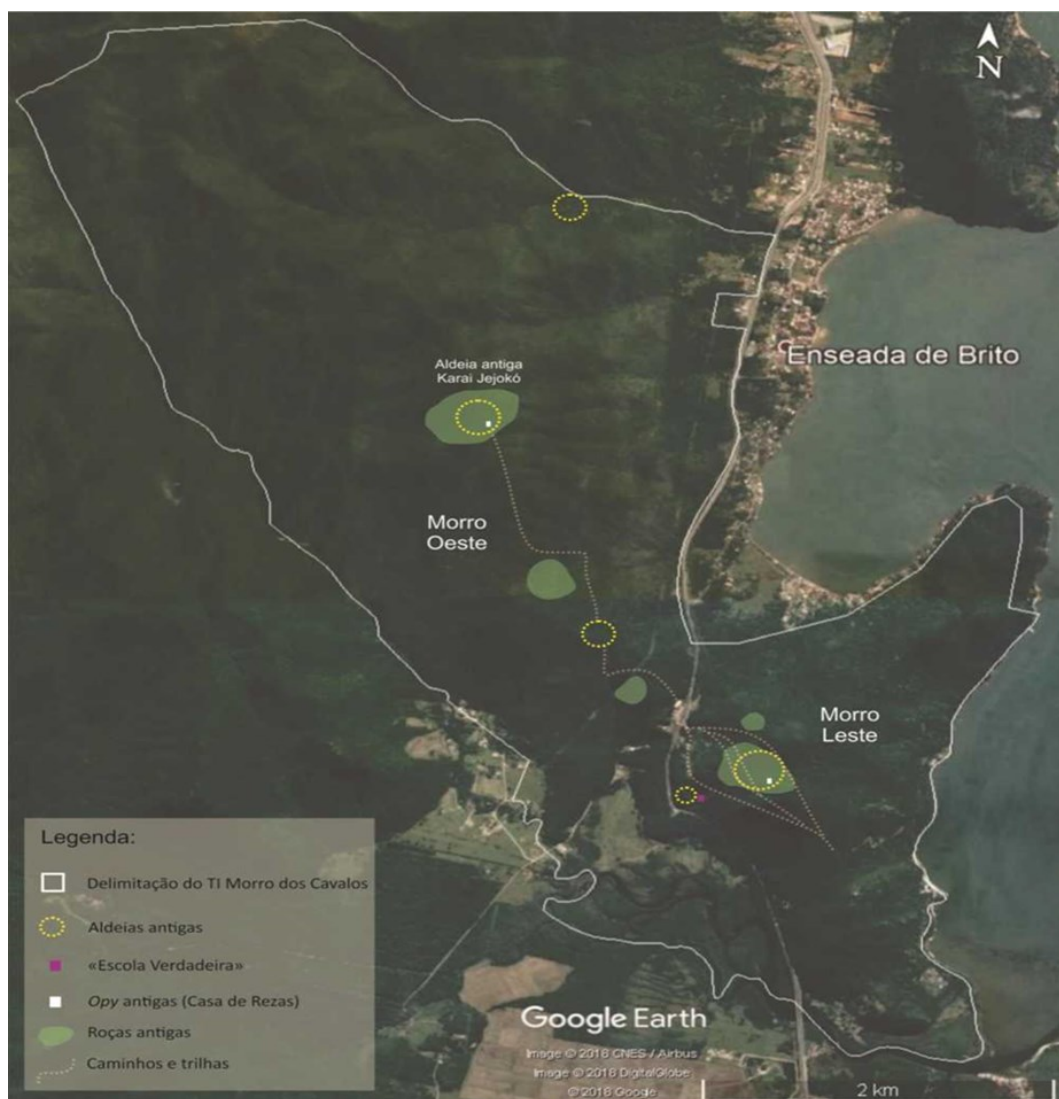 N
Enseada de Brito
Aldeia antiga
Karai Jejokó
Morro
Oeste
Morro
Leste
Legenda:
Delimitação do TI Morro dos Cavalos
Aldeias antigas
«Escola Verdadeira»
Opy antigas (Casa de Rezas)
Roças antigas
Caminhos e trilhas
Google Earth
Image © 2018 CNES / Airbus
Image © 2018 DigitalGlobe
© 2018 Google
2 km